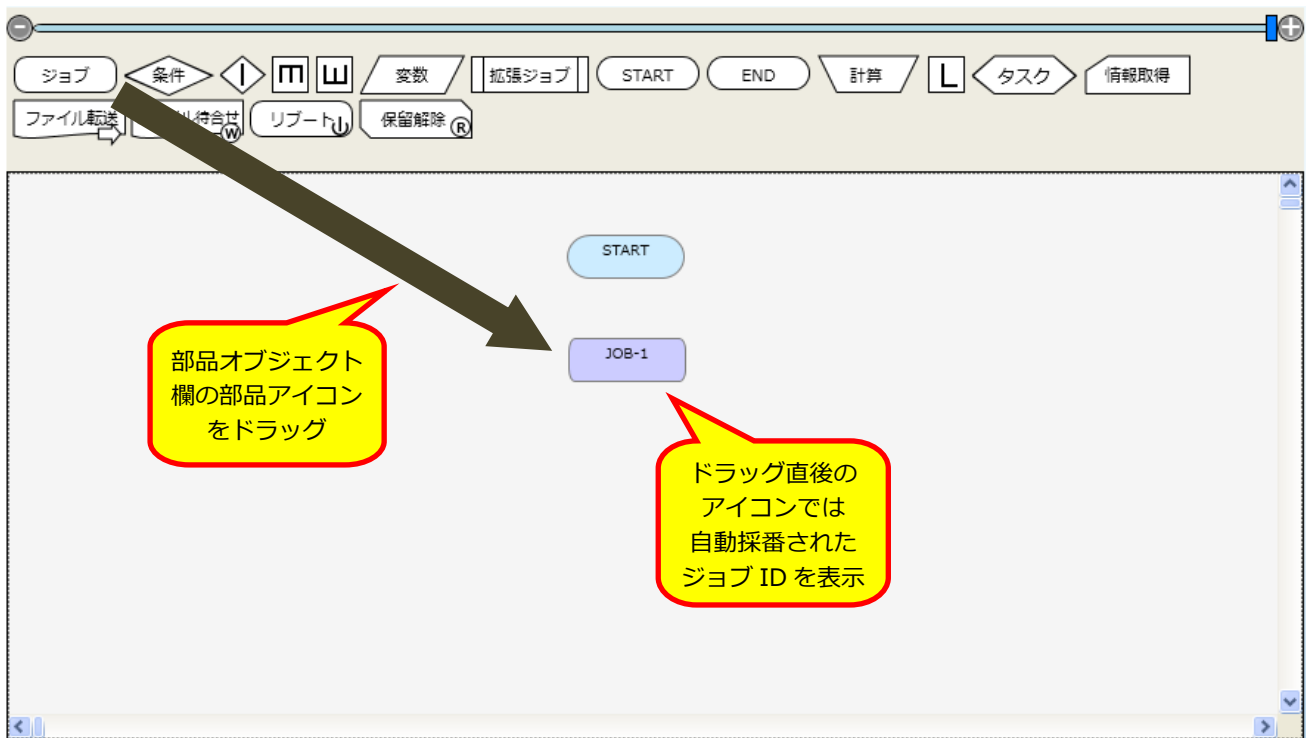 ジョブ 条件 変数 拡張ジョブ START END 計算 L タスク 情報取得
ファイル転送 ル待合せ W リブート 保留解除 R
START
JOB-1
部品オブジェクト
欄の部品アイコン
をドラッグ
ドラッグ直後の
アイコンでは
自動採番された
ジョブ ID を表示